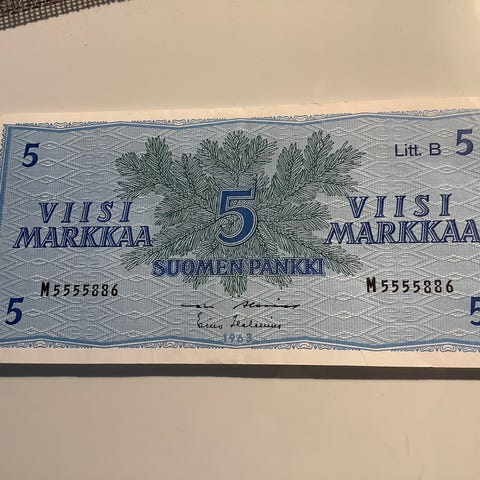 5
Litt. B 5
VIISI MARKKAA
5
VIISI MARKKAA
SUOMEN PANKKI
M5555886
M5555886
5
5
1963